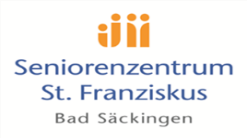 Seniorenzentrum
St. Franziskus
Bad Säckingen